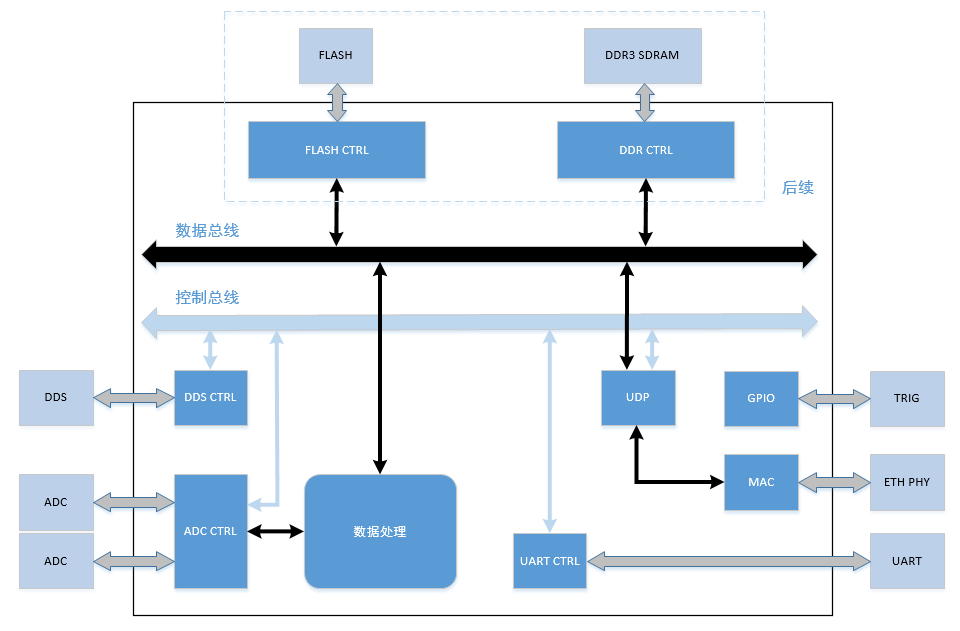 FLASH
DDR3 SDRAM
FLASH CTRL
DDR CTRL
后续
数据总线
控制总线
DDS
DDS CTRL
UDP
GPIO
TRIG
ADC
ADC
ADC CTRL
数据处理
MAC
ETH PHY
UART CTRL
UART